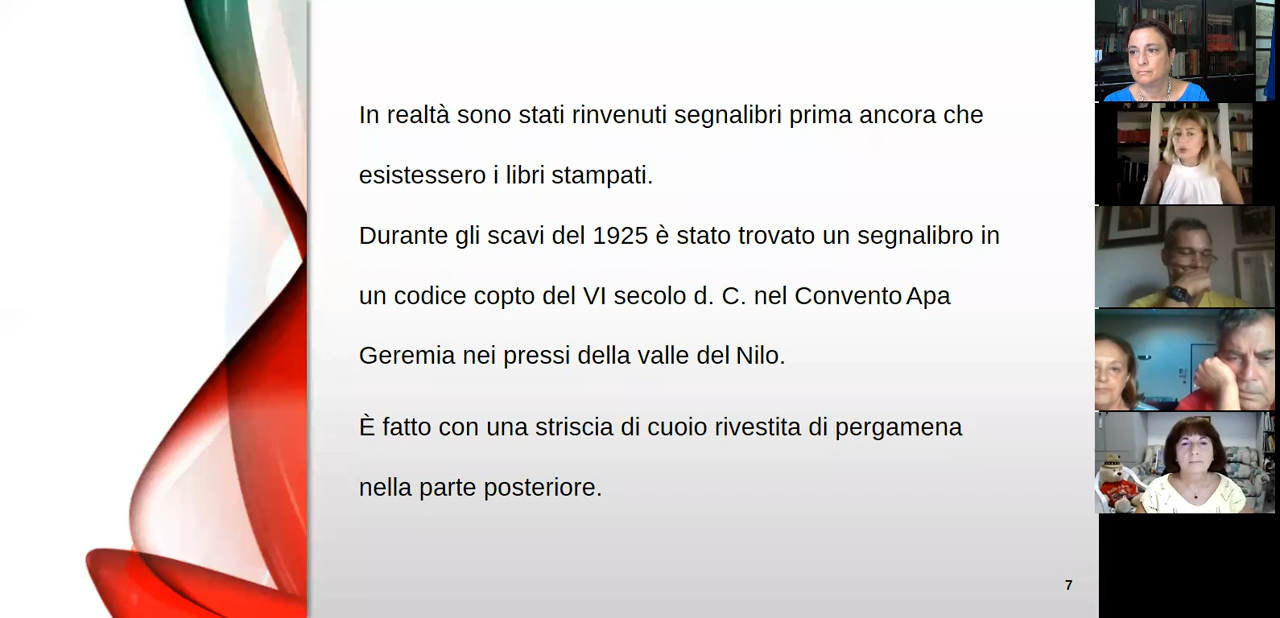 In realtà sono stati rinvenuti segnalibri prima ancora che
esistessero i libri stampati.
Durante gli scavi del 1925 è stato trovato un segnalibro in
un codice copto del VI secolo d. C. nel Convento Apa
Geremia nei pressi della valle del Nilo.
È fatto con una striscia di cuoio rivestita di pergamena
nella parte posteriore.
7